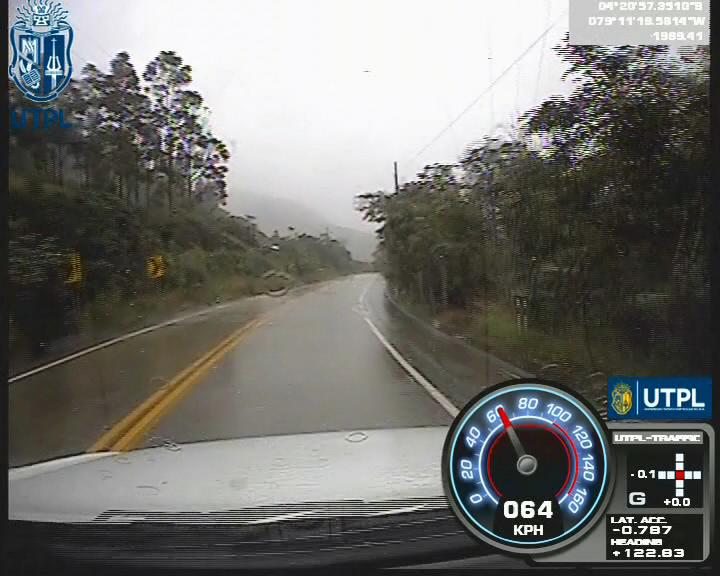 04°20'57.3510"S
079°11'19.5814"W
1989.41
UTPL
UTPL
UTPL-TRAFFIC
-0.1
G
+0.0
LAT. ACC.
-0.787
HEADING
+122.83
0
20
40
60
80
100
120
140
160
064
KPH